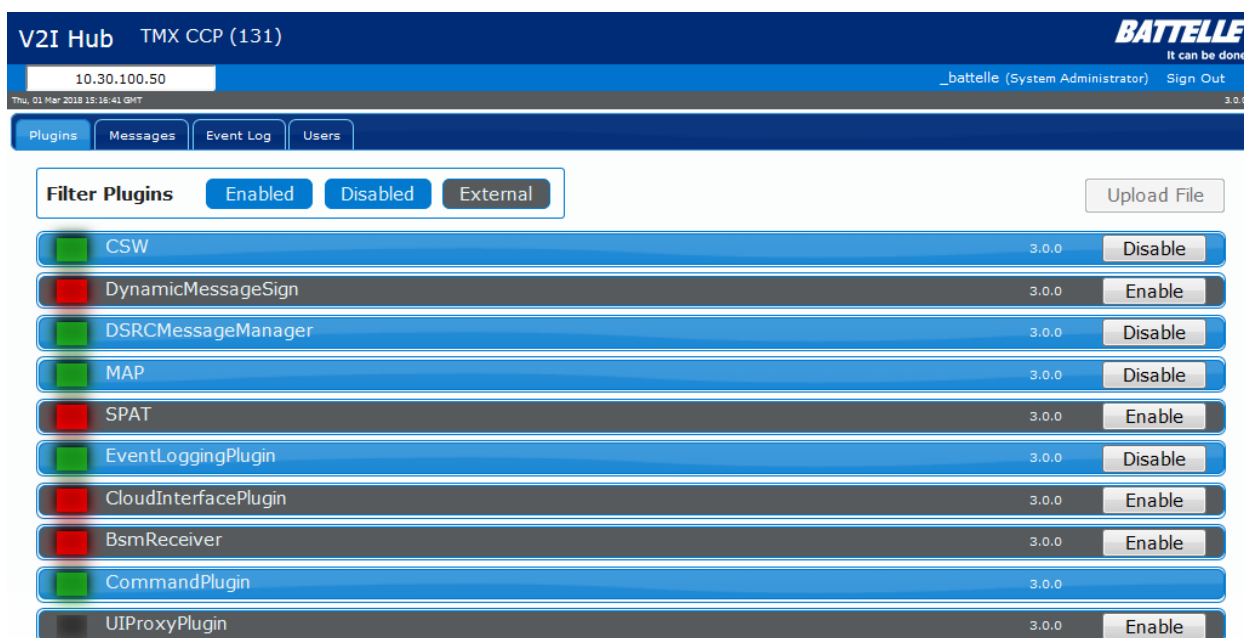 V2I Hub TMX CCP (131) BATTELLE
It can be done
10.30.100.50 _battelle (System Administrator) Sign Out
Thu, 01 Mar 2018 15:16:41 GMT 3.0.0
Plugins Messages Event Log Users
Filter Plugins Enabled Disabled External Upload File
CSW 3.0.0 Disable
DynamicMessageSign 3.0.0 Enable
DSRCMessageManager 3.0.0 Disable
MAP 3.0.0 Disable
SPAT 3.0.0 Enable
EventLoggingPlugin 3.0.0 Disable
CloudInterfacePlugin 3.0.0 Enable
BsmReceiver 3.0.0 Enable
CommandPlugin 3.0.0
UIProxyPlugin 3.0.0 Enable